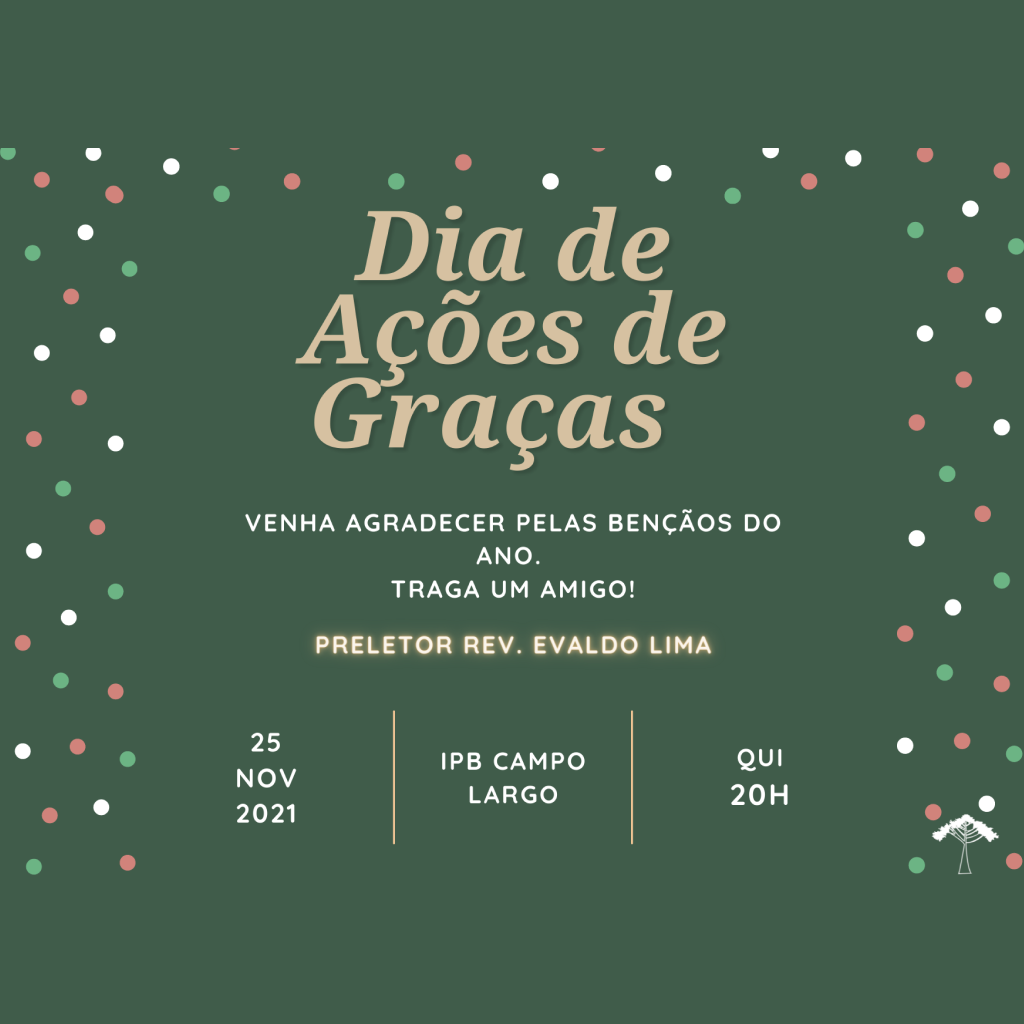 Dia de
Ações de
Graças
VENHA AGRADECER PELAS BENÇÃOS DO
ANO.
TRAGA UM AMIGO!
PRELETOR REV. EVALDO LIMA
25
NOV
2021
IPB CAMPO
LARGO
QUI
20H